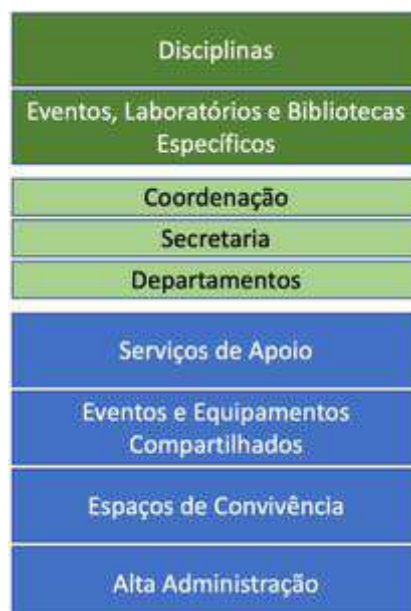 Disciplinas
Eventos, Laboratórios e Bibliotecas
Específicos
Coordenação
Secretaria
Departamentos
Serviços de Apoio
Eventos e Equipamentos
Compartilhados
Espaços de Convivência
Alta Administração